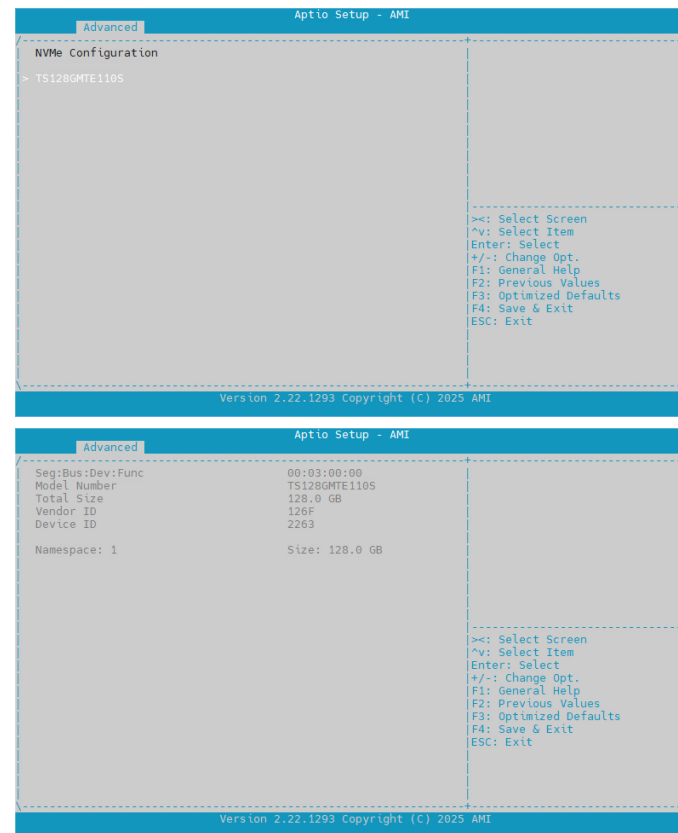 Aptio Setup - AMI
Advanced
NVMe Configuration
> TS128GMTE110S
><: Select Screen
^v: Select Item
Enter: Select
+/-: Change Opt.
F1: General Help
F2: Previous Values
F3: Optimized Defaults
F4: Save & Exit
ESC: Exit
Version 2.22.1293 Copyright (C) 2025 AMI
Aptio Setup - AMI
Advanced
Seg:Bus:Dev:Func 00:03:00:00
Model Number TS128GMTE110S
Total Size 128.0 GB
Vendor ID 126F
Device ID 2263
Namespace: 1 Size: 128.0 GB
><: Select Screen
^v: Select Item
Enter: Select
+/-: Change Opt.
F1: General Help
F2: Previous Values
F3: Optimized Defaults
F4: Save & Exit
ESC: Exit
Version 2.22.1293 Copyright (C) 2025 AMI